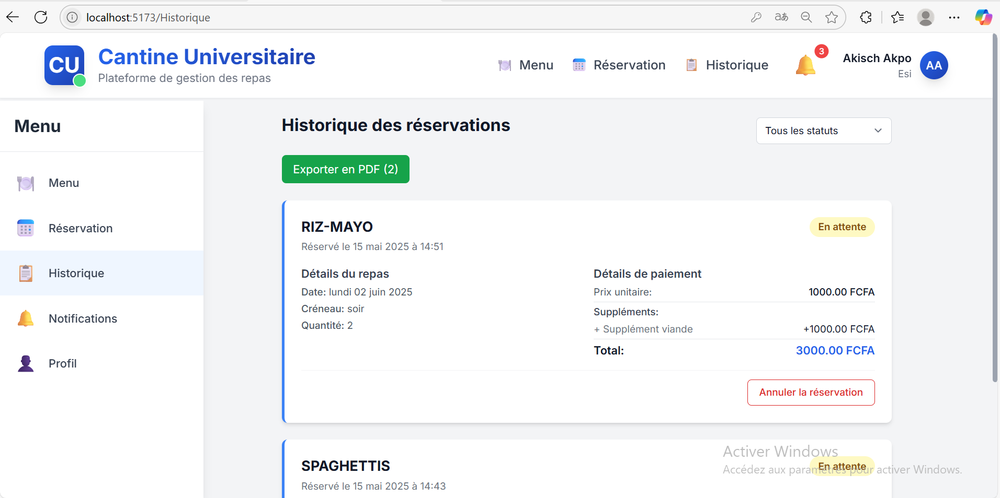 localhost:5173/Historique
CU
Cantine Universitaire
Plateforme de gestion des repas
Menu
Réservation
Historique
3
Akisch Akpo
Esi
AA
Menu
Menu
Réservation
Historique
Notifications
Profil
Historique des réservations
Tous les statuts
Exporter en PDF (2)
RIZ-MAYO
En attente
Réservé le 15 mai 2025 à 14:51
Détails du repas
Date: lundi 02 juin 2025
Créneau: soir
Quantité: 2
Détails de paiement
Prix unitaire: 1000.00 FCFA
Suppléments:
+ Supplément viande +1000.00 FCFA
Total: 3000.00 FCFA
Annuler la réservation
SPAGHETTIS
En attente
Réservé le 15 mai 2025 à 14:43
Activer Windows
Accédez aux paramètres pour activer Windows.